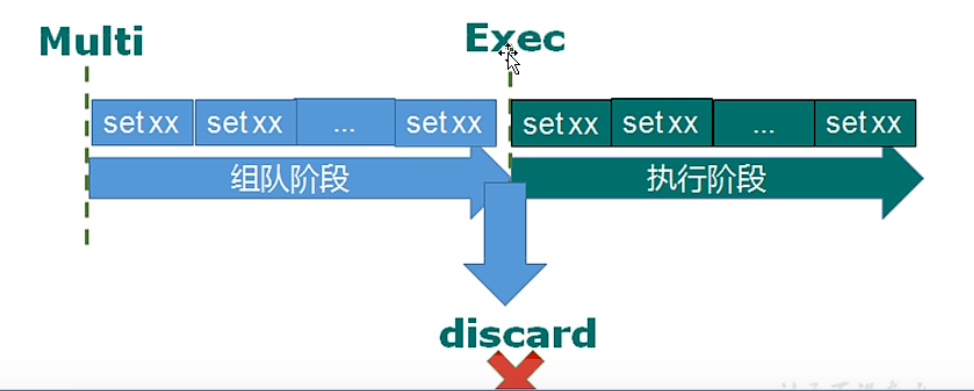 Multi
Exec
set xx set xx ... set xx set xx set xx ... set xx
组队阶段 执行阶段
discard